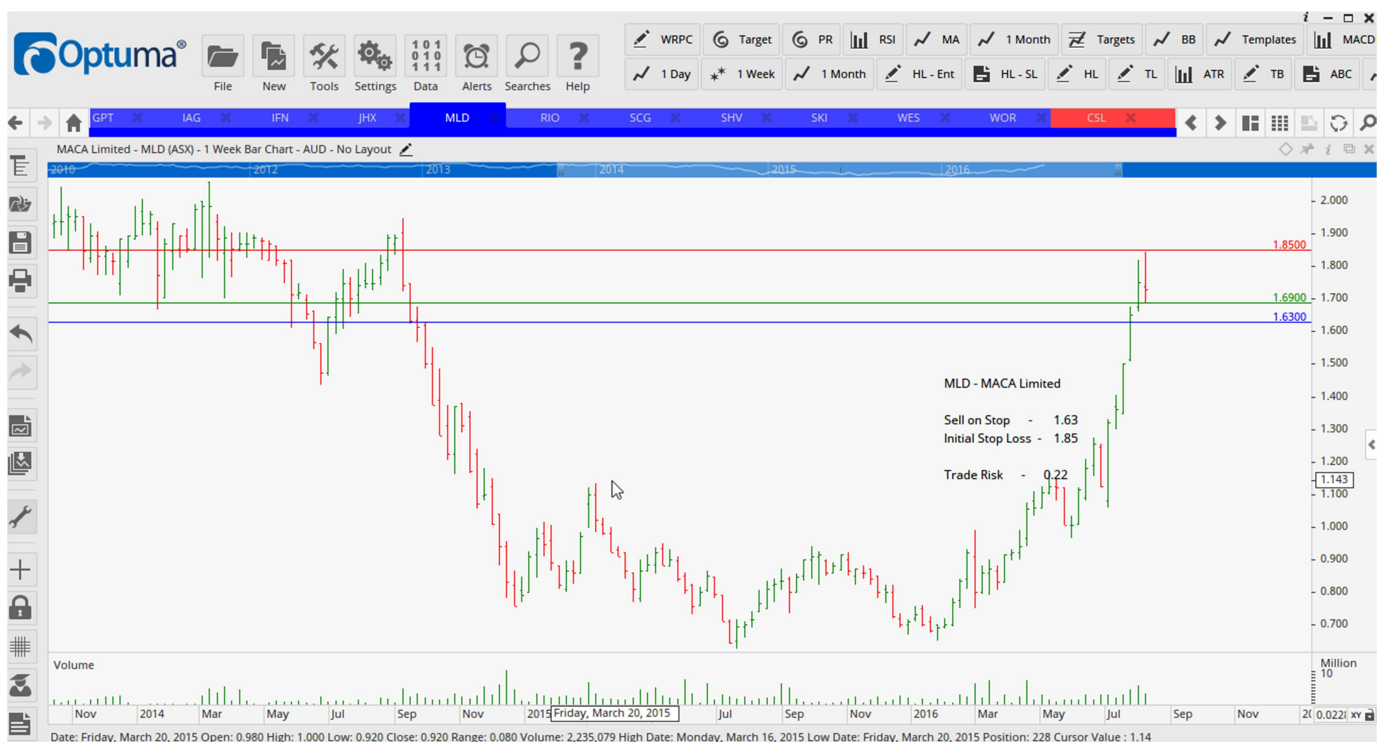 i
Optuma®
File New Tools Settings Data Alerts Searches Help
101
010
111
WRPC Target PR RSI MA 1 Month Targets BB Templates MACD
1 Day 1 Week 1 Month HL - Ent HL - SL HL TL ATR TB ABC
GPT IAG IFN JHX MLD RIO SCG SHV SKI WES WOR CSL
MACA Limited - MLD (ASX) - 1 Week Bar Chart - AUD - No Layout
2010 2012 2013 2014 2015 2016
2.000
1.900
1.8500
1.800
1.6900
1.700
1.6300
1.600
1.500
MLD - MACA Limited
1.400
Sell on Stop - 1.63
1.300
Initial Stop Loss - 1.85
1.200
Trade Risk - 0.22
1.143
1.100
1.000
0.900
0.800
0.700
Volume
Million
10
Nov 2014 Mar May Jul Sep Nov 2015 Friday, March 20, 2015 Jul Sep Nov 2016 Mar May Jul Sep Nov 0.022 XY
Date: Friday, March 20, 2015 Open: 0.980 High: 1.000 Low: 0.920 Range: 0.080 Volume: 2,235,079 High Date: Monday, March 16, 2015 Low Date: Friday, March 20, 2015 Position: 228 Cursor Value : 1.14